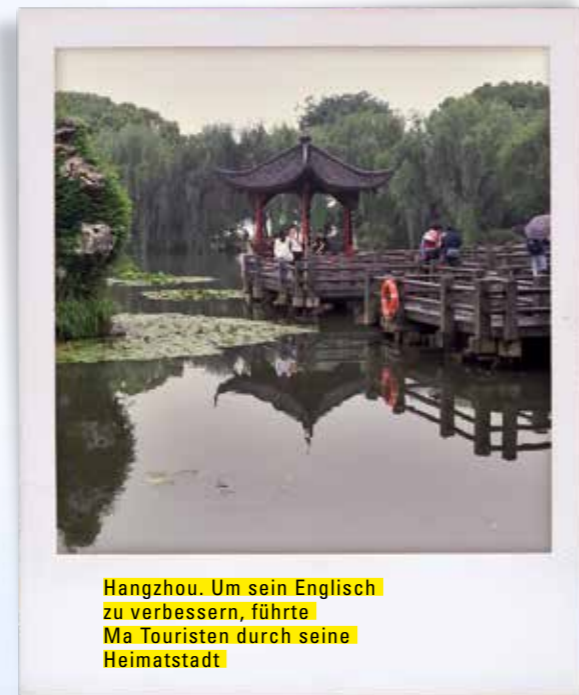 Hangzhou. Um sein Englisch
zu verbessern, führte
Ma Touristen durch seine
Heimatstadt